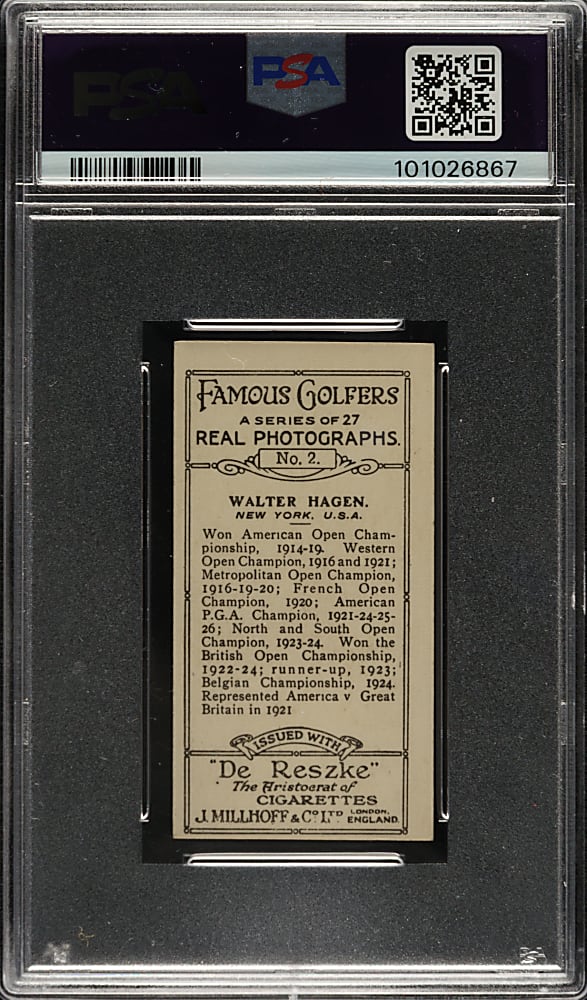 PSA
PSA
101026867
FAMOUS GOLFERS
A SERIES OF 27
REAL PHOTOGRAPHS.
No. 2.
WALTER HAGEN.
NEW YORK. U.S.A.
Won American Open Cham-
pionship, 1914-19. Western
Open Champion, 1916 and 1921;
Metropolitan Open Champion,
1916-19-20; French Open
Champion, 1920; American
P.G.A. Champion, 1921-24-25-
26; North and South Open
Champion, 1923-24. Won the
British Open Championship,
1922-24; runner-up, 1923;
Belgian Championship, 1924.
Represented America v Great
Britain in 1921
ISSUED WITH
"De Reszke"
The Aristocrat of
CIGARETTES
J. MILLHOFF & Co LTD LONDON, ENGLAND.
PSA